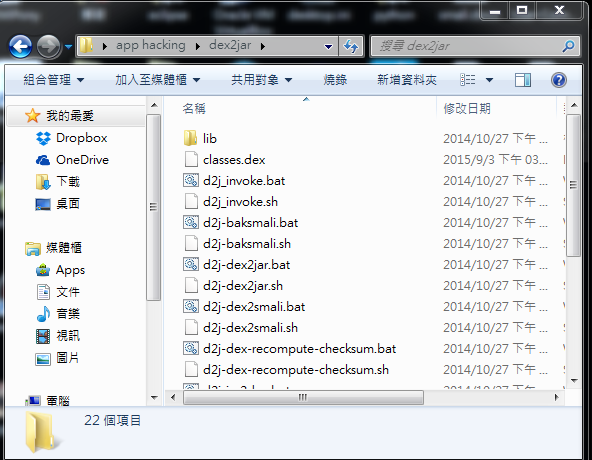 app hacking dex2jar 搜尋 dex2jar
組合管理 加入至媒體櫃 共用對象 燒錄 新增資料夾
我的最愛
Dropbox
OneDrive
下載
桌面
媒體櫃
Apps
文件
音樂
視訊
圖片
電腦
名稱 修改日期
lib 2014/10/27 下午 ...
classes.dex 2015/9/3 下午 03...
d2j_invoke.bat 2014/10/27 下午 ...
d2j_invoke.sh 2014/10/27 下午 ...
d2j-baksmali.bat 2014/10/27 下午 ...
d2j-baksmali.sh 2014/10/27 下午 ...
d2j-dex2jar.bat 2014/10/27 下午 ...
d2j-dex2jar.sh 2014/10/27 下午 ...
d2j-dex2smali.bat 2014/10/27 下午 ...
d2j-dex2smali.sh 2014/10/27 下午 ...
d2j-dex-recompute-checksum.bat 2014/10/27 下午 ...
d2j-dex-recompute-checksum.sh 2014/10/27 下午 ...
22 個項目